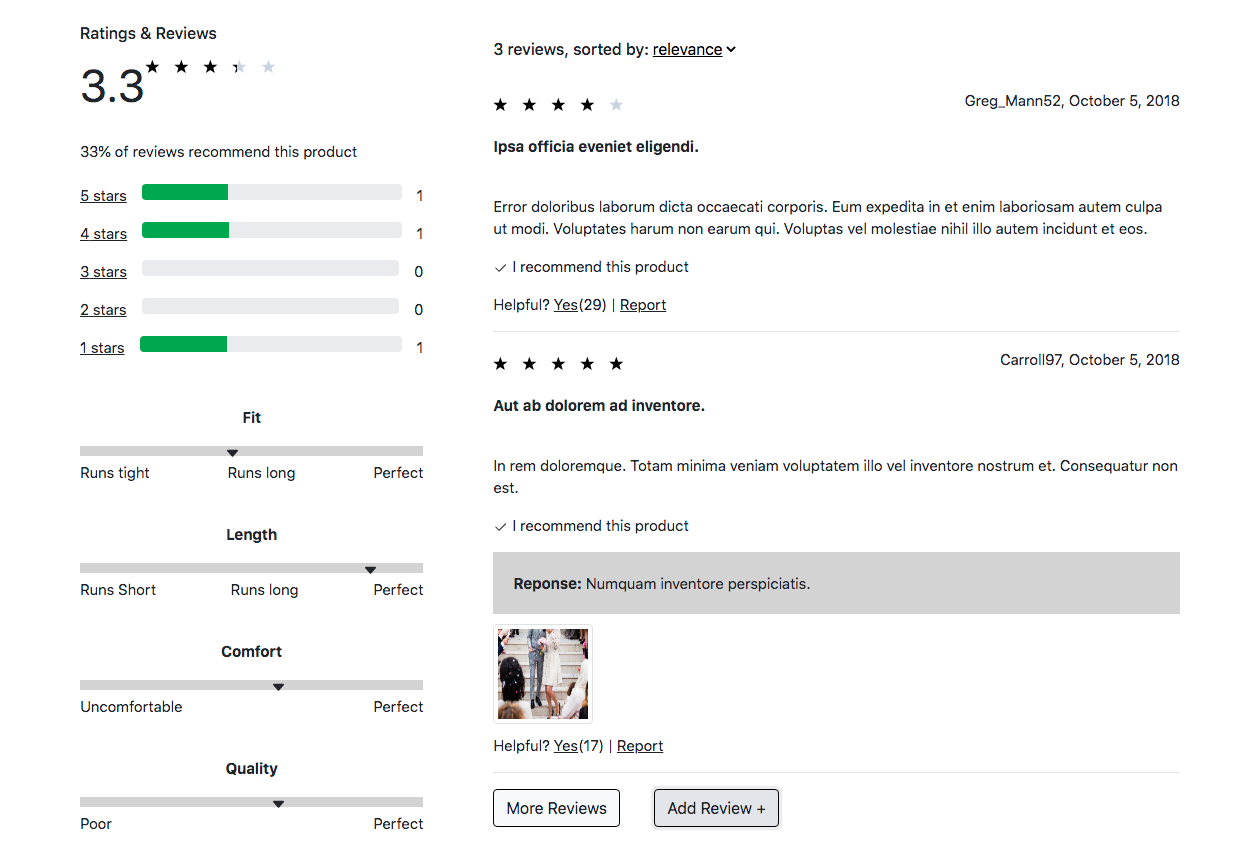 Ratings & Reviews
3.3
33% of reviews recommend this product
5 stars 1
4 stars 1
3 stars 0
2 stars 0
1 stars 1
Fit
Runs tight Runs long Perfect
Length
Runs Short Runs long Perfect
Comfort
Uncomfortable Perfect
Quality
Poor Perfect
3 reviews, sorted by: relevance
Greg_Mann52, October 5, 2018
Ipsa officia eveniet eligendi.
Error doloribus laborum dicta occaecati corporis. Eum expedita in et enim laboriosam autem culpa
ut modi. Voluptates harum non earum qui. Voluptas vel molestiae nihil illo autem incidunt et eos.
✓ I recommend this product
Helpful? Yes(29) | Report
Carroll97, October 5, 2018
Aut ab dolorem ad inventore.
In rem doloremque. Totam minima veniam voluptatem illo vel inventore nostrum et. Consequatur non
est.
✓ I recommend this product
Reponse: Numquam inventore perspiciatis.
Helpful? Yes(17) | Report
More Reviews
Add Review +